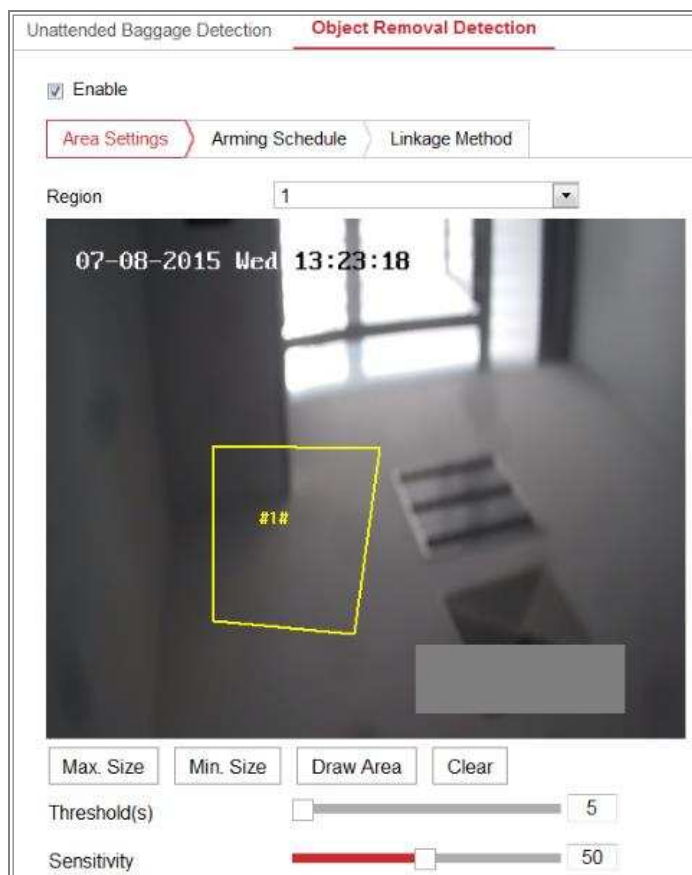 Unattended Baggage Detection Object Removal Detection
Enable
Area Settings Arming Schedule Linkage Method
Region 1
07-08-2015 Wed 13:23:18
#1#
Max. Size Min. Size Draw Area Clear
Threshold(s) 5
Sensitivity 50